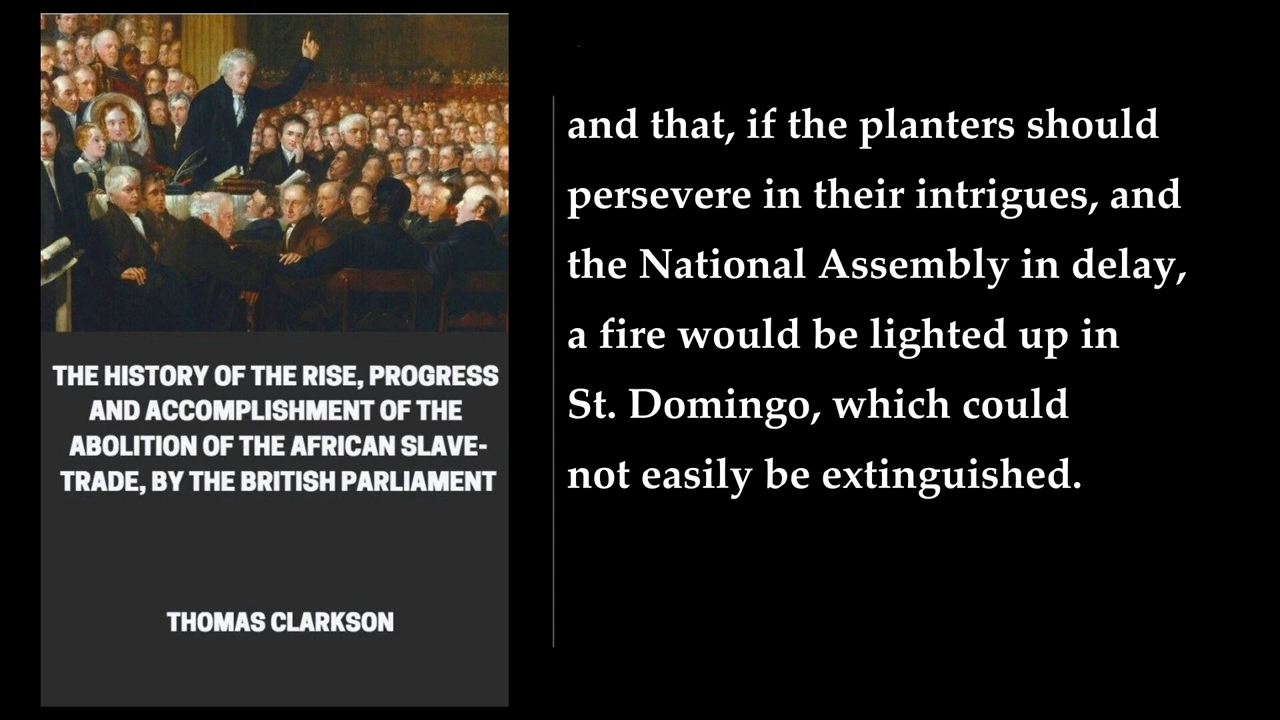 THE HISTORY OF THE RISE, PROGRESS
AND ACCOMPLISHMENT OF THE
ABOLITION OF THE AFRICAN SLAVE-
TRADE, BY THE BRITISH PARLIAMENT
THOMAS CLARKSON
and that, if the planters should
persevere in their intrigues, and
the National Assembly in delay,
a fire would be lighted up in
St. Domingo, which could
not easily be extinguished.